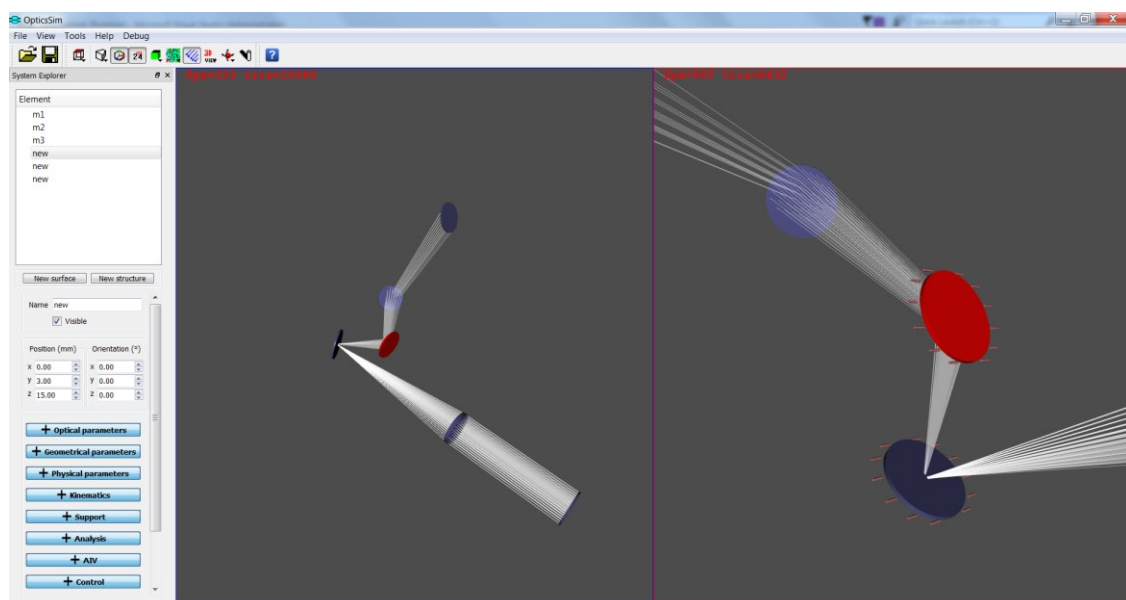 OpticsSim
File View Tools Help Debug
3D
VIEW
System Explorer
Element
m1
m2
m3
new
new
new
New surface New structure
Name new
Visible
Position (mm) Orientation (°)
x 0.00 x 0.00
y 3.00 y 0.00
z 15.00 z 0.00
+ Optical parameters
+ Geometrical parameters
+ Physical parameters
+ Kinematics
+ Support
+ Analysis
+ AIV
+ Control